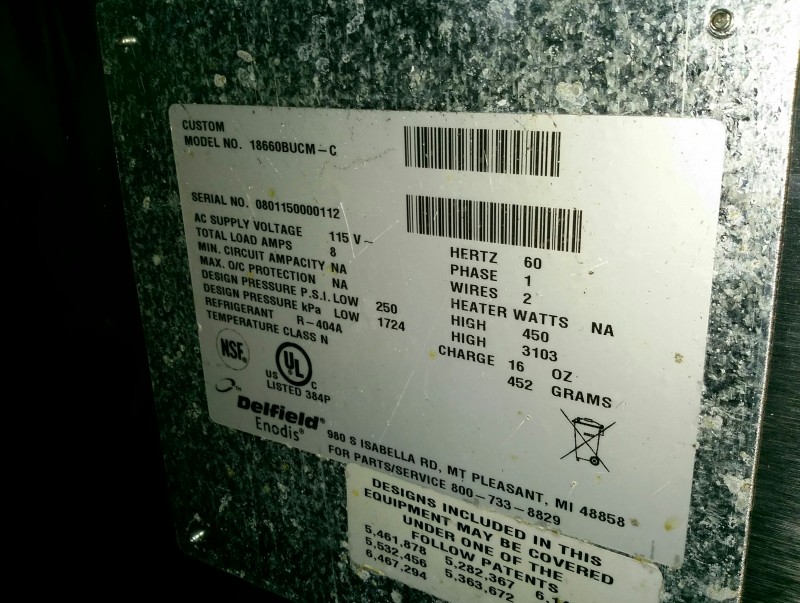 CUSTOM
MODEL NO. 18660BUCM-C
SERIAL NO. 0801150000112
AC SUPPLY VOLTAGE 115 V~ HERTZ 60
TOTAL LOAD AMPS 8 PHASE 1
MIN. CIRCUIT AMPACITY NA WIRES 2
MAX. O/C PROTECTION NA HEATER WATTS NA
DESIGN PRESSURE P.S.I. LOW 250 HIGH 450
DESIGN PRESSURE kPa LOW 1724 HIGH 3103
REFRIGERANT R-404A CHARGE 16 OZ
TEMPERATURE CLASS N 452 GRAMS
NSF®
UL®
US C
LISTED 384P
Delfield®
Enodis®
980 S ISABELLA RD, MT PLEASANT, MI 48858
FOR PARTS/SERVICE 800-733-8829
DESIGNS INCLUDED IN THIS
EQUIPMENT MAY BE COVERED
UNDER ONE OF THE
FOLLOW PATENTS
5,461,878 5,282,367
5,532,456 5,363,672
6,467,294